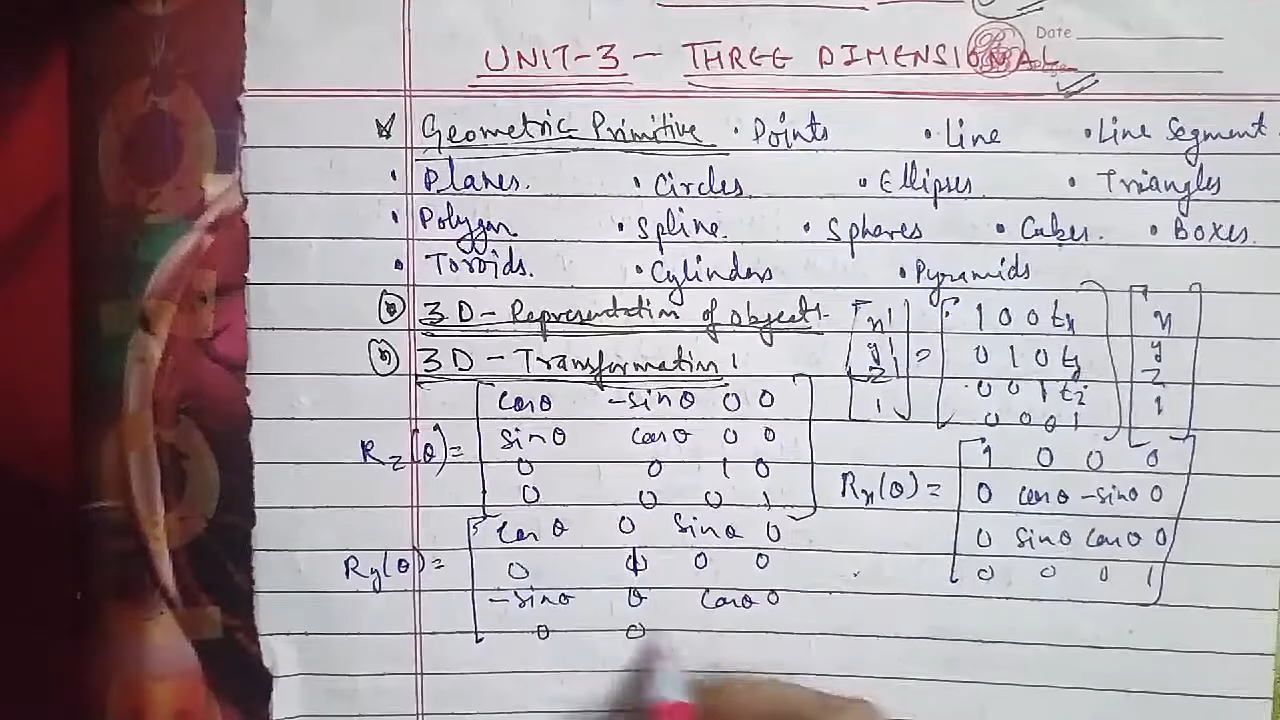 Date
UNIT-3 - THREE DIMENSIONAL
Geometric Primitive • Points • Line • Line Segment
• Planes. • Circles • Ellipses • Triangles
• Polygon • Spline. • Spheres • Cubes. • Boxes.
• Toroids. • Cylinders • Pyramids
3D-Representation of objects-
3D-Transformation!
x' 1 0 0 tx x
y' = 0 1 0 ty y
z' 0 0 1 tz z
1 0 0 0 1 1
Rz(θ)=
cosθ -sinθ 0 0
sinθ cosθ 0 0
0 0 1 0
0 0 0 1
Rx(θ) =
1 0 0 0
0 cosθ -sinθ 0
0 sinθ cosθ 0
0 0 0 1
Ry(θ)=
cosθ 0 sinθ 0
0 1 0 0
-sinθ 0 cosθ 0
0 0